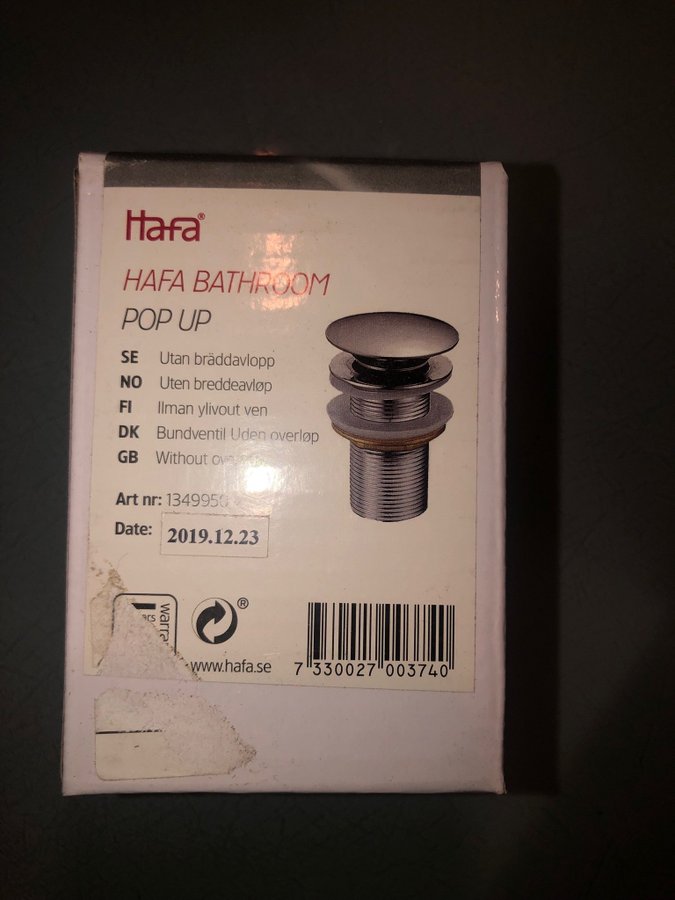 Hafa®
HAFA BATHROOM
POP UP
SE Utan bräddavlopp
NO Uten breddeavløp
FI Ilman ylivout ven
DK Bundventil Uden overløp
GB Without
Art nr: 1349950
Date: 2019.12.23
®
www.hafa.se
7 330027 003740